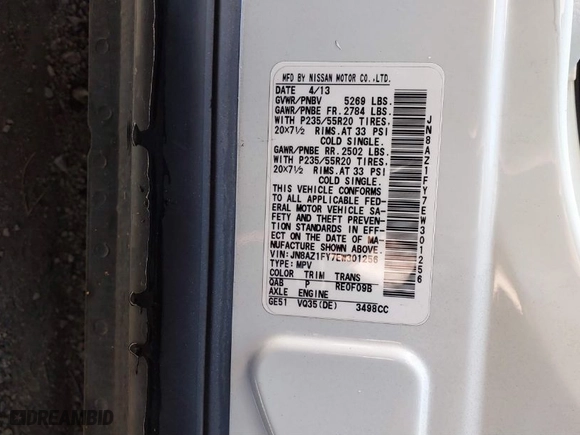 MFD BY NISSAN MOTOR CO.,LTD.
DATE 4/13
GVWR/PNBV 5269 LBS.
GAWR/PNBE FR. 2784 LBS.
WITH P235/55R20 TIRES,
20X7½ RIMS. AT 33 PSI
COLD SINGLE.
GAWR/PNBE RR. 2502 LBS.
WITH P235/55R20 TIRES,
20X7½ RIMS. AT 33 PSI
COLD SINGLE.
THIS VEHICLE CONFORMS
TO ALL APPLICABLE FED-
ERAL MOTOR VEHICLE SA-
FETY AND THEFT PREVEN-
TION STANDARDS IN EFF-
ECT ON THE DATE OF MA-
NUFACTURE SHOWN ABOVE.
VIN: JN8AZ1FY7EW301256
TYPE: MPV
COLOR TRIM TRANS
QAB P RE0F09B
AXLE ENGINE
GE51 VQ35(DE) 3498CC
JN8AZ1FY7EW301256
DREAMBID